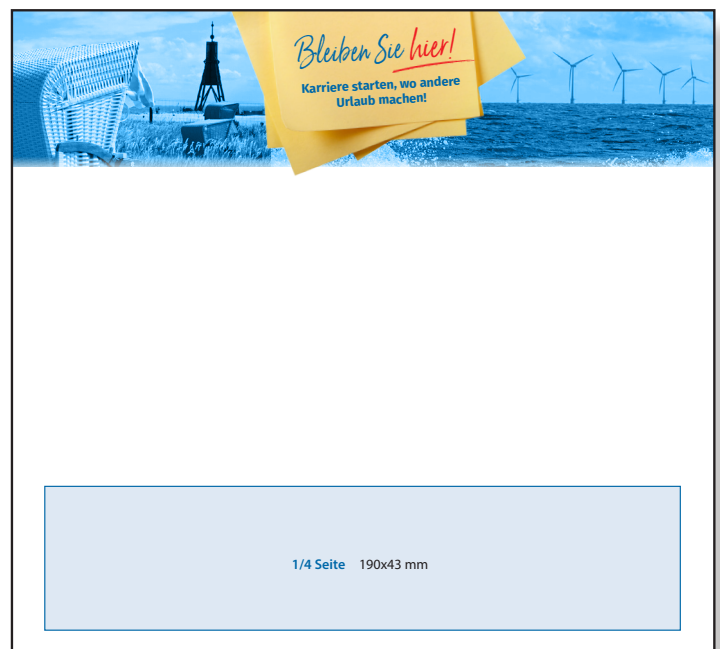 Bleiben Sie hier!
Karriere starten, wo andere
Urlaub machen!
1/4 Seite 190x43 mm